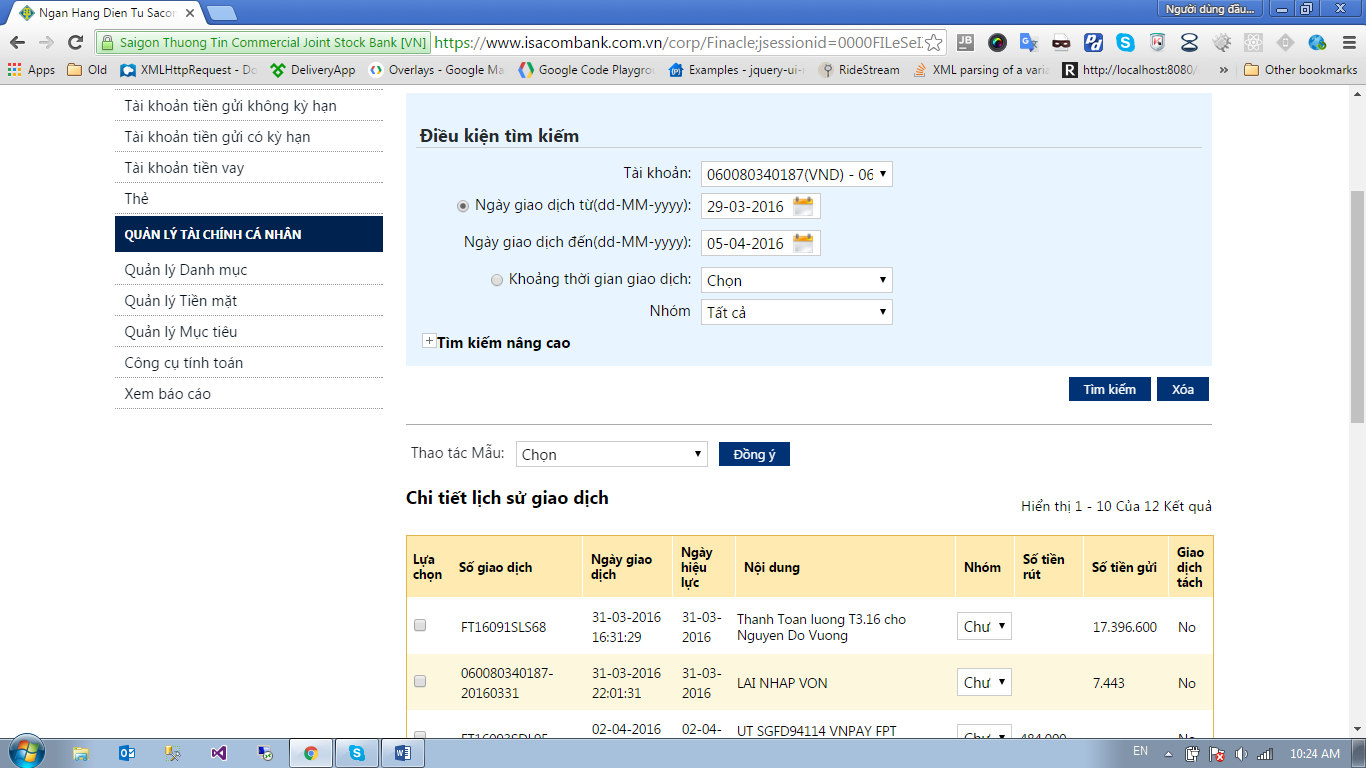 Ngan Hang Dien Tu Sacon
Người dùng đầu...
Saigon Thuong Tin Commercial Joint Stock Bank [VN]
https://www.isacombank.com.vn/corp/Finacle;jsessionid=0000FILeSeI
Apps
Old
XMLHttpRequest - Do
DeliveryApp
Overlays - Google Ma
Google Code Playgrou
Examples - jquery-ui-
RideStream
XML parsing of a varia
http://localhost:8080/
»
Other bookmarks
Tài khoản tiền gửi không kỳ hạn
Tài khoản tiền gửi có kỳ hạn
Tài khoản tiền vay
Thẻ
QUẢN LÝ TÀI CHÍNH CÁ NHÂN
Quản lý Danh mục
Quản lý Tiền mặt
Quản lý Mục tiêu
Công cụ tính toán
Xem báo cáo
Điều kiện tìm kiếm
Tài khoản: 060080340187(VND) - 06
Ngày giao dịch từ(dd-MM-yyyy): 29-03-2016
Ngày giao dịch đến(dd-MM-yyyy): 05-04-2016
Khoảng thời gian giao dịch: Chọn
Nhóm Tất cả
Tìm kiếm nâng cao
Tìm kiếm Xóa
Thao tác Mẫu: Chọn Đồng ý
Chi tiết lịch sử giao dịch
Hiển thị 1 - 10 Của 12 Kết quả
Lựa chọn
Số giao dịch
Ngày giao dịch
Ngày hiệu lực
Nội dung
Nhóm
Số tiền rút
Số tiền gửi
Giao dịch tách
FT16091SLS68
31-03-2016
16:31:29
31-03-
2016
Thanh Toan luong T3.16 cho
Nguyen Do Vuong
Chư
17.396.600
No
060080340187-
20160331
31-03-2016
22:01:31
31-03-
2016
LAI NHAP VON
Chư
7.443
No
02-04-2016
02-04-
UT SGFD94114 VNPAY FPT
EN
10:24 AM